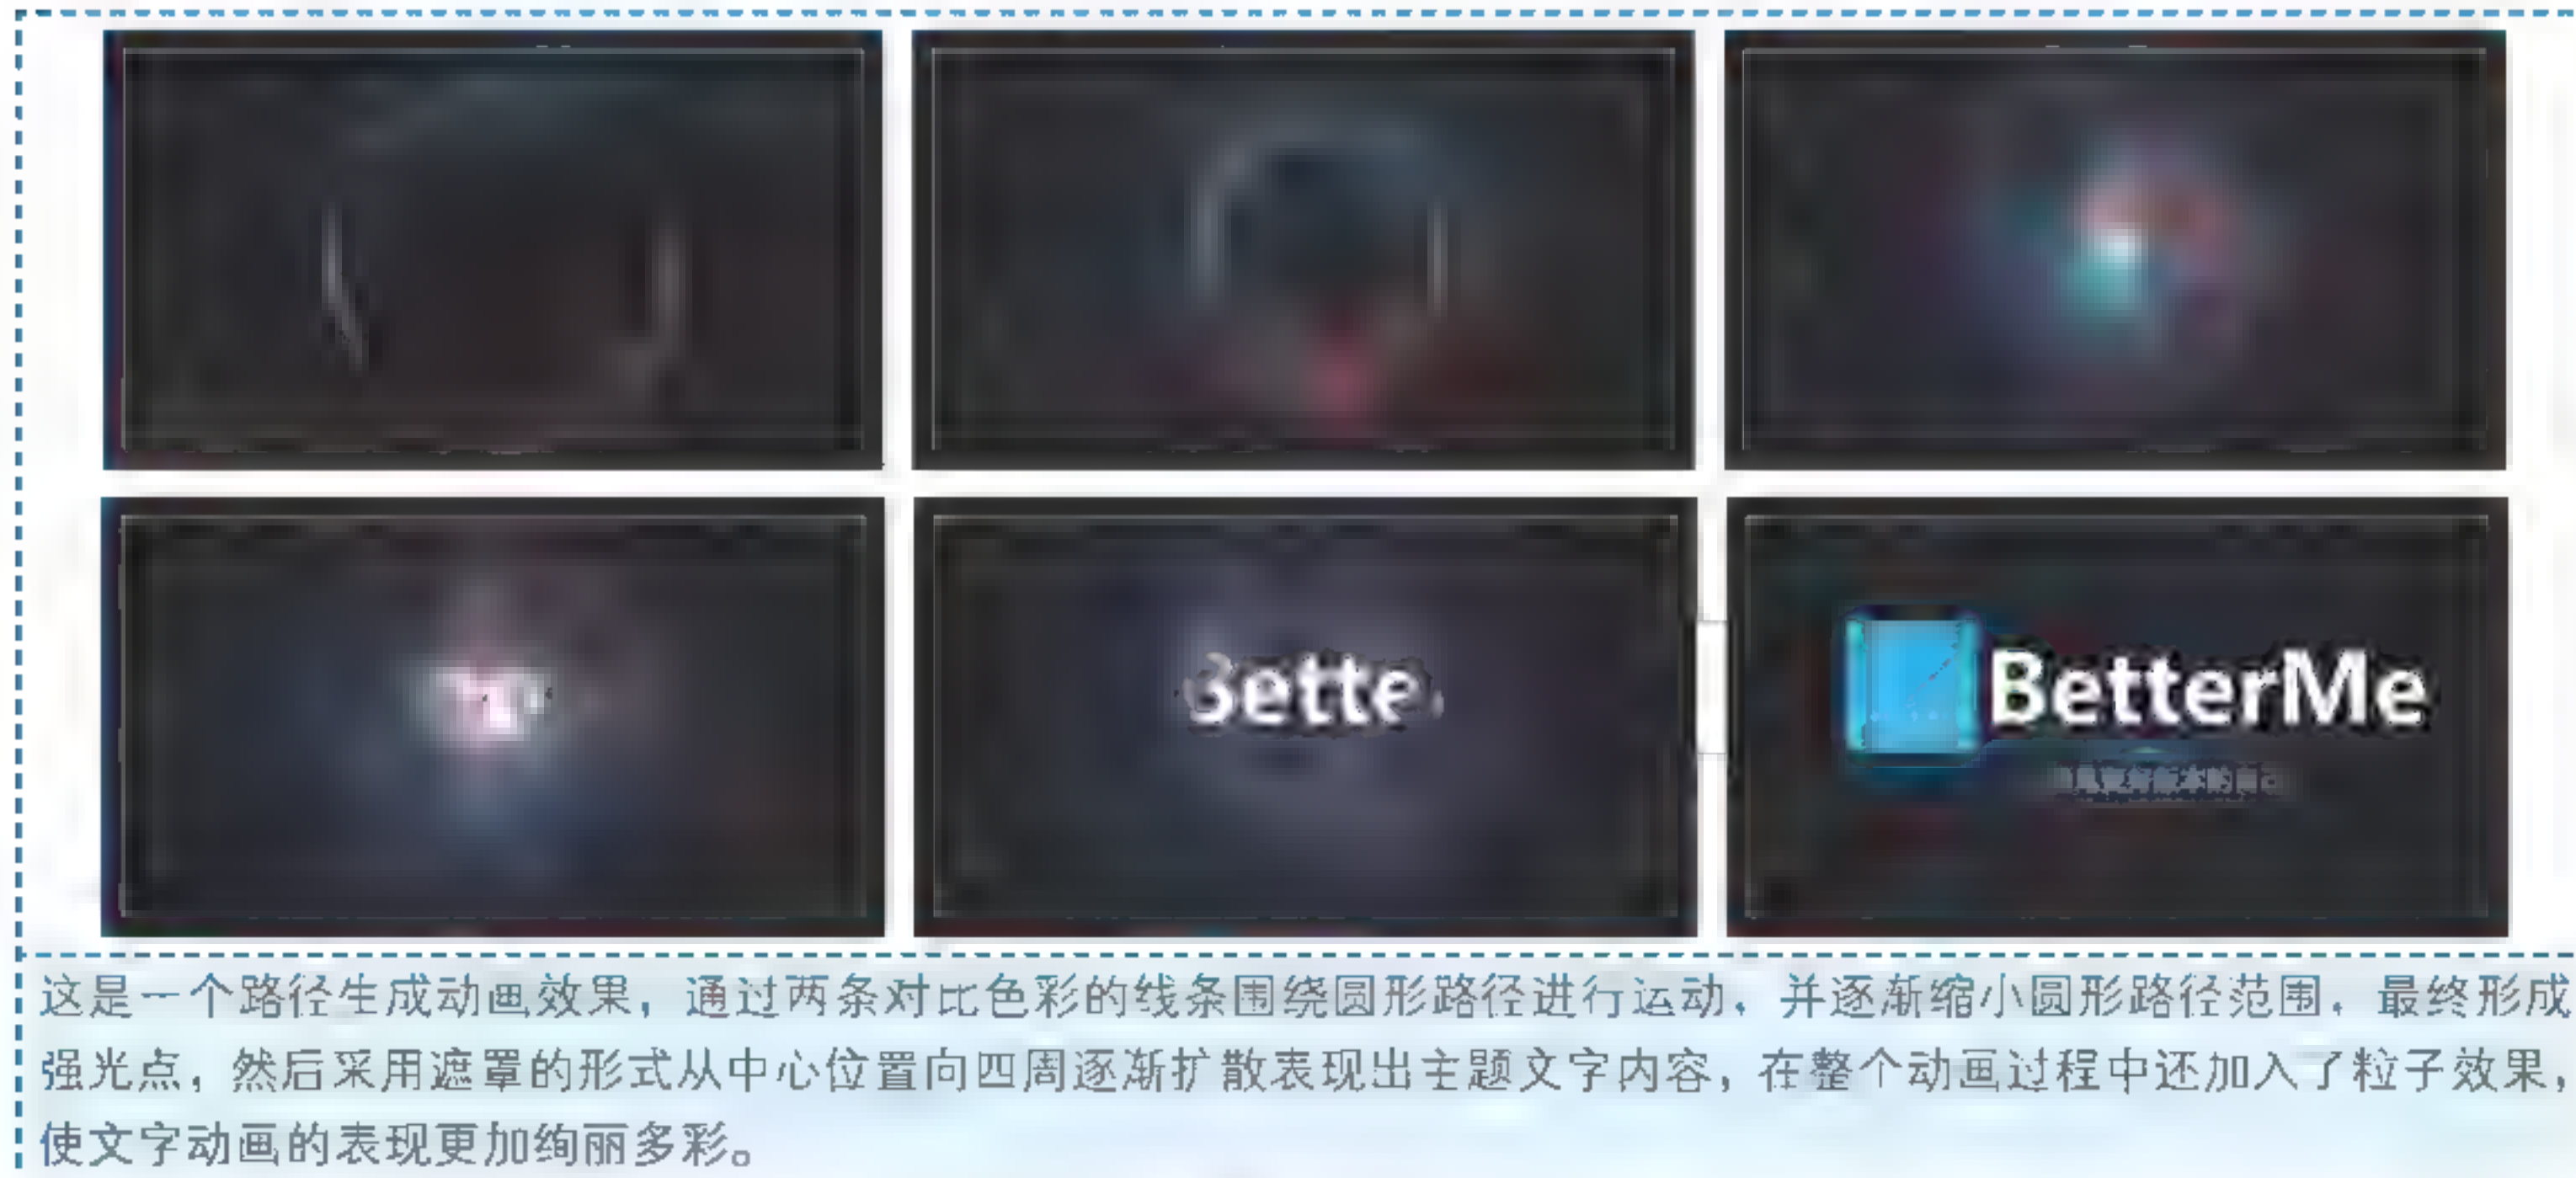 Bette
BetterMe
这是一个路径生成动画效果，通过两条对比色彩的线条围绕圆形路径进行运动，并逐渐缩小圆形路径范围，最终形成
强光点，然后采用遮罩的形式从中心位置向四周逐渐扩散表现出主题文字内容，在整个动画过程中还加入了粒子效果，
使文字动画的表现更加绚丽多彩。